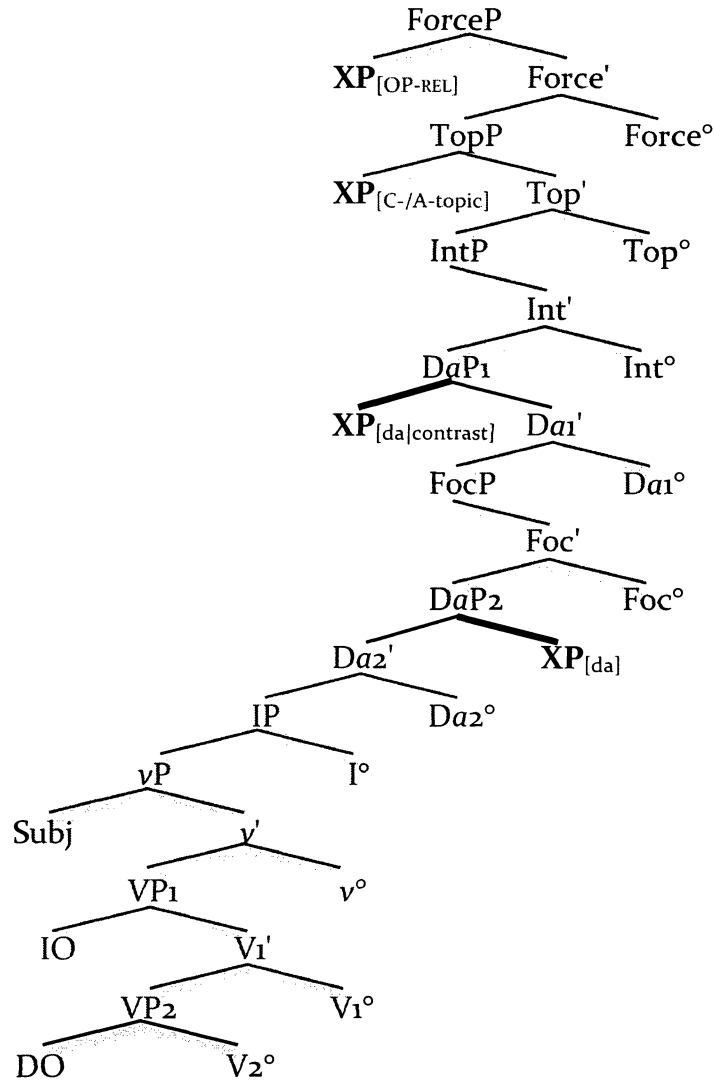 ForceP
XP[OP-REL] Force'
TopP Force°
XP[C-/A-topic] Top'
IntP Top°
Int'
DaP1 Int°
XP[da|contrast] Da1'
FocP Da1°
Foc'
DaP2 Foc°
Da2' XP[da]
IP Da2°
vP I°
Subj v'
VP1 v°
IO V1'
VP2 V1°
DO V2°